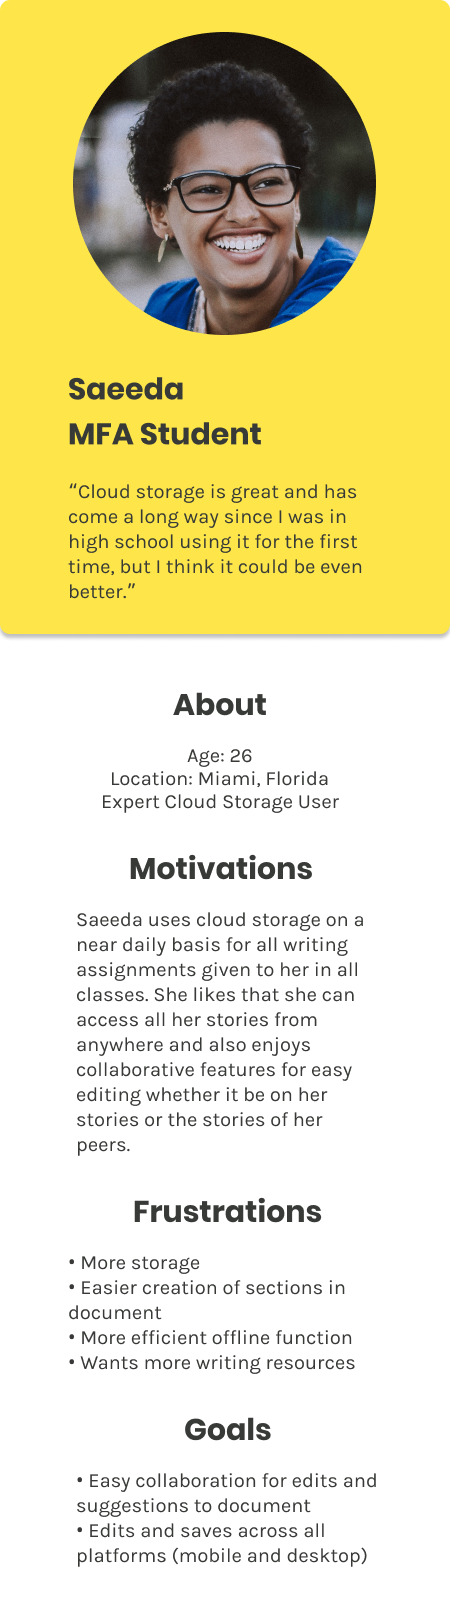 Saeeda
MFA Student
“Cloud storage is great and has
come a long way since I was in
high school using it for the first
time, but I think it could be even
better.”
About
Age: 26
Location: Miami, Florida
Expert Cloud Storage User
Motivations
Saeeda uses cloud storage on a
near daily basis for all writing
assignments given to her in all
classes. She likes that she can
access all her stories from
anywhere and also enjoys
collaborative features for easy
editing whether it be on her
stories or the stories of her
peers.
Frustrations
• More storage
• Easier creation of sections in
document
• More efficient offline function
• Wants more writing resources
Goals
• Easy collaboration for edits and
suggestions to document
• Edits and saves across all
platforms (mobile and desktop)